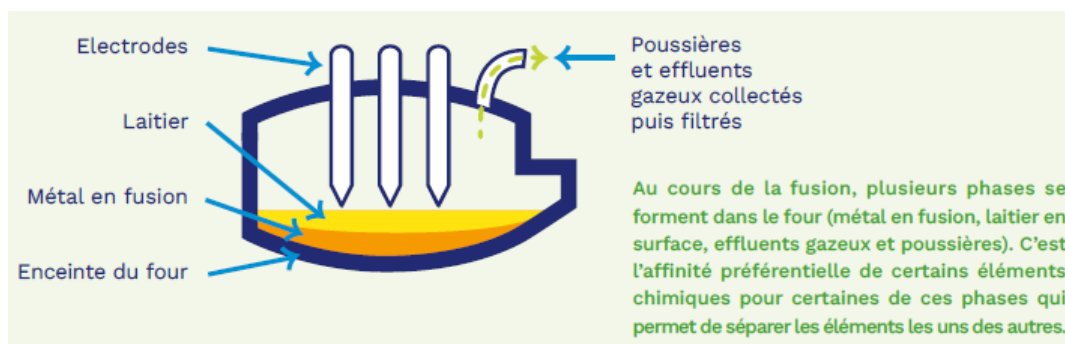 Electrodes
Laitier
Métal en fusion
Enceinte du four
Poussières
et effluents
gazeux collectés
puis filtrés
Au cours de la fusion, plusieurs phases se
forment dans le four (métal en fusion, laitier en
surface, effluents gazeux et poussières). C’est
l’affinité préférentielle de certains éléments
chimiques pour certaines de ces phases qui
permet de séparer les éléments les uns des autres.